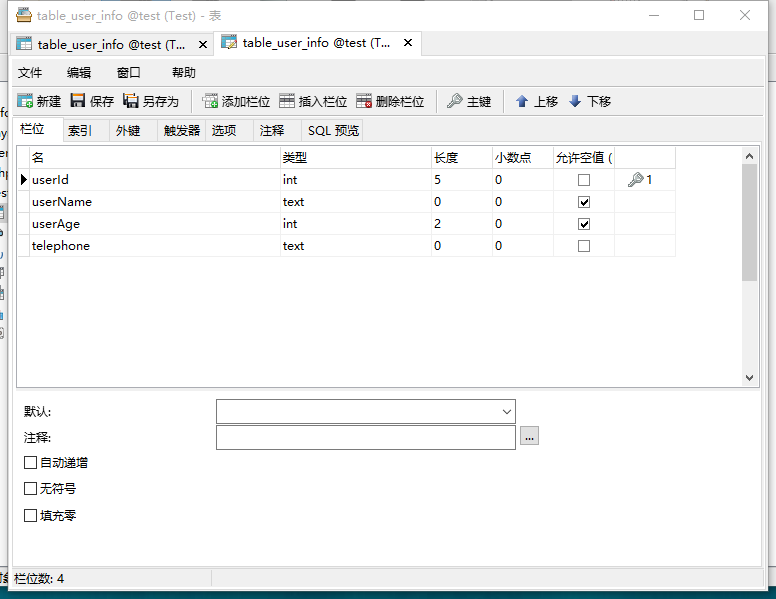 table_user_info @test (Test) - 表
table_user_info @test (T... table_user_info @test (T...
文件 编辑 窗口 帮助
新建 保存 另存为 添加栏位 插入栏位 删除栏位 主键 上移 下移
栏位 索引 外键 触发器 选项 注释 SQL 预览
名 类型 长度 小数点 允许空值 (
userId int 5 0 1
userName text 0 0
userAge int 2 0
telephone text 0 0
默认:
注释: ...
自动递增
无符号
填充零
栏位数: 4